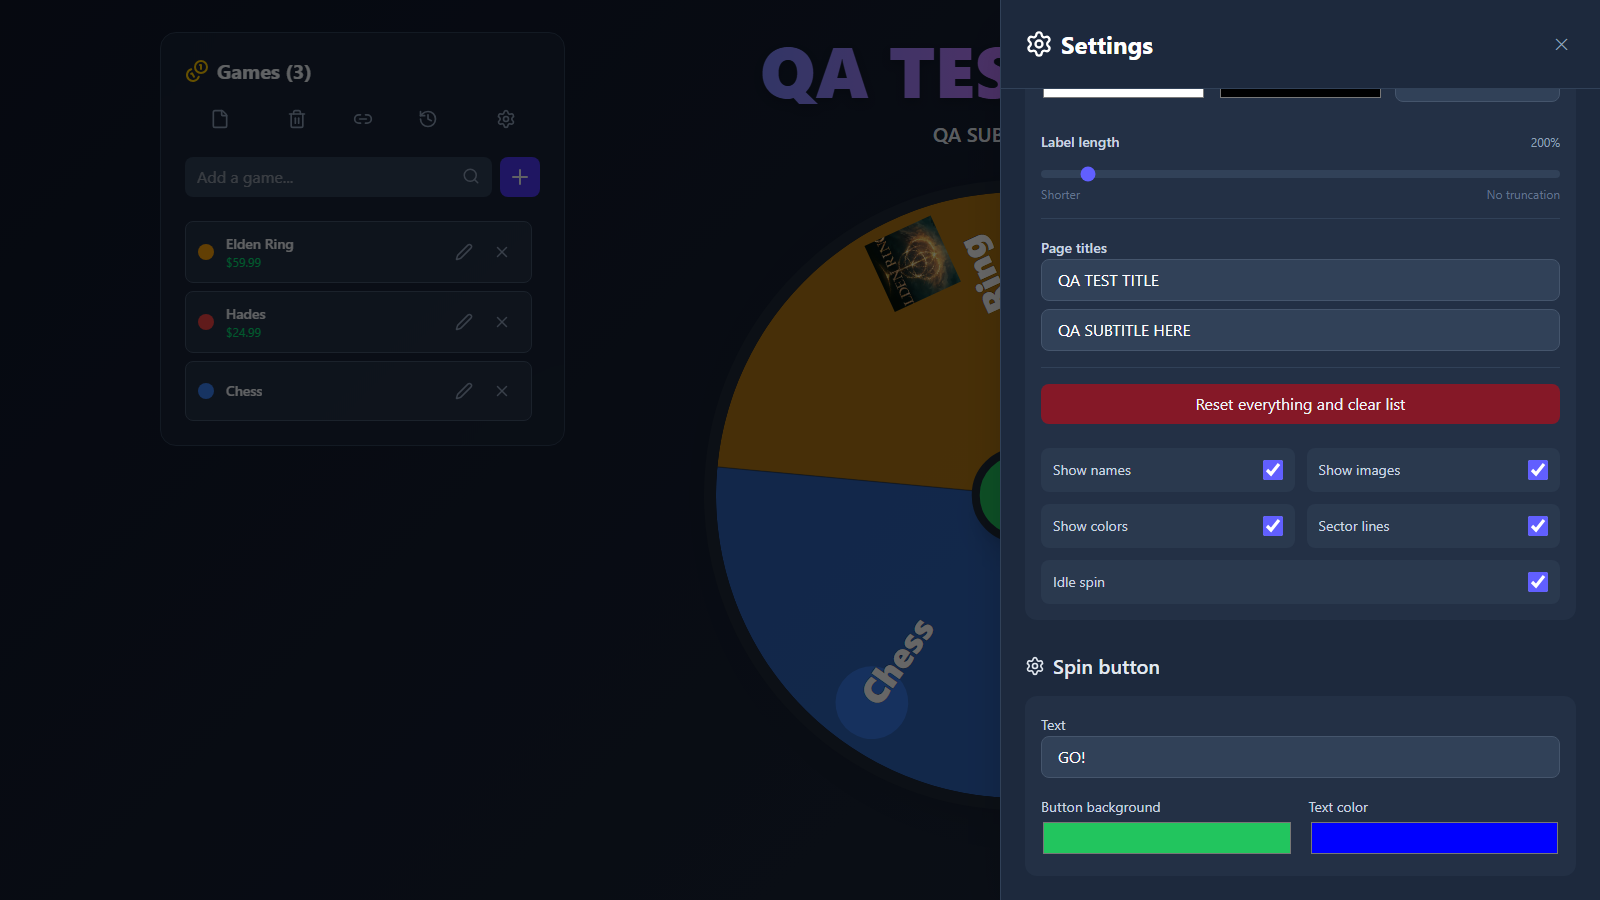 Games (3)
Add a game...
Elden Ring
$59.99
Hades
$24.99
Chess
QA TES
QA SUB
ELDEN RING
Ring
Chess
Settings
Label length
200%
Shorter
No truncation
Page titles
QA TEST TITLE
QA SUBTITLE HERE
Reset everything and clear list
Show names
Show images
Show colors
Sector lines
Idle spin
Spin button
Text
GO!
Button background
Text color